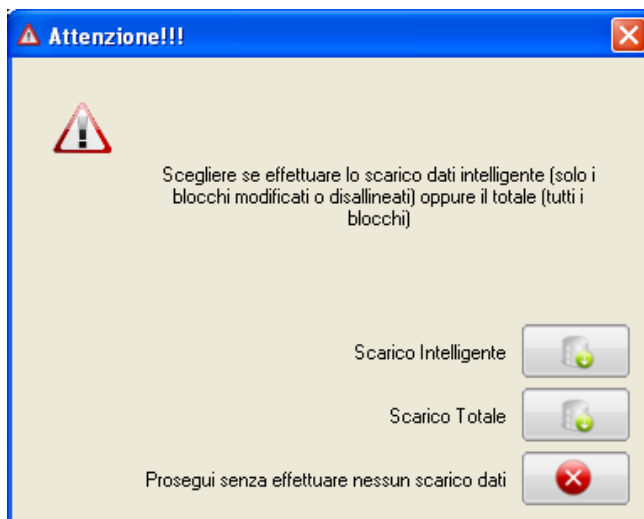 Attenzione!!!
Scegliere se effettuare lo scarico dati intelligente (solo i
blocchi modificati o disallineati) oppure il totale (tutti i
blocchi)
Scarico Intelligente
Scarico Totale
Prosegui senza effettuare nessun scarico dati